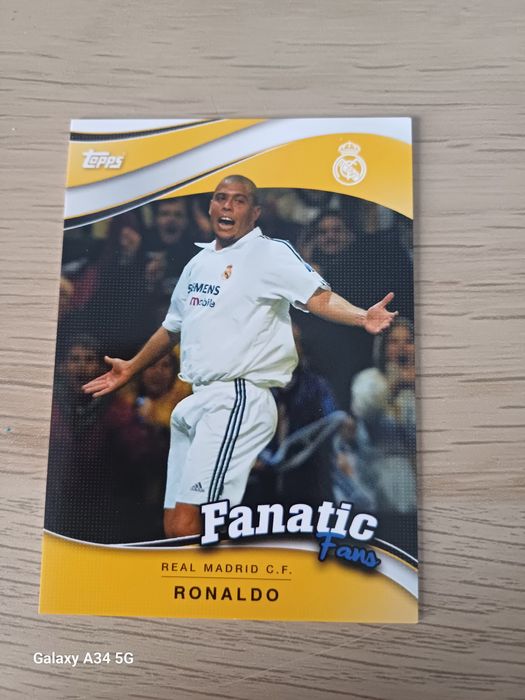 Topps
SIEMENS
mobile
Fanatic
Fans
REAL MADRID C.F.
RONALDO
Galaxy A34 5G